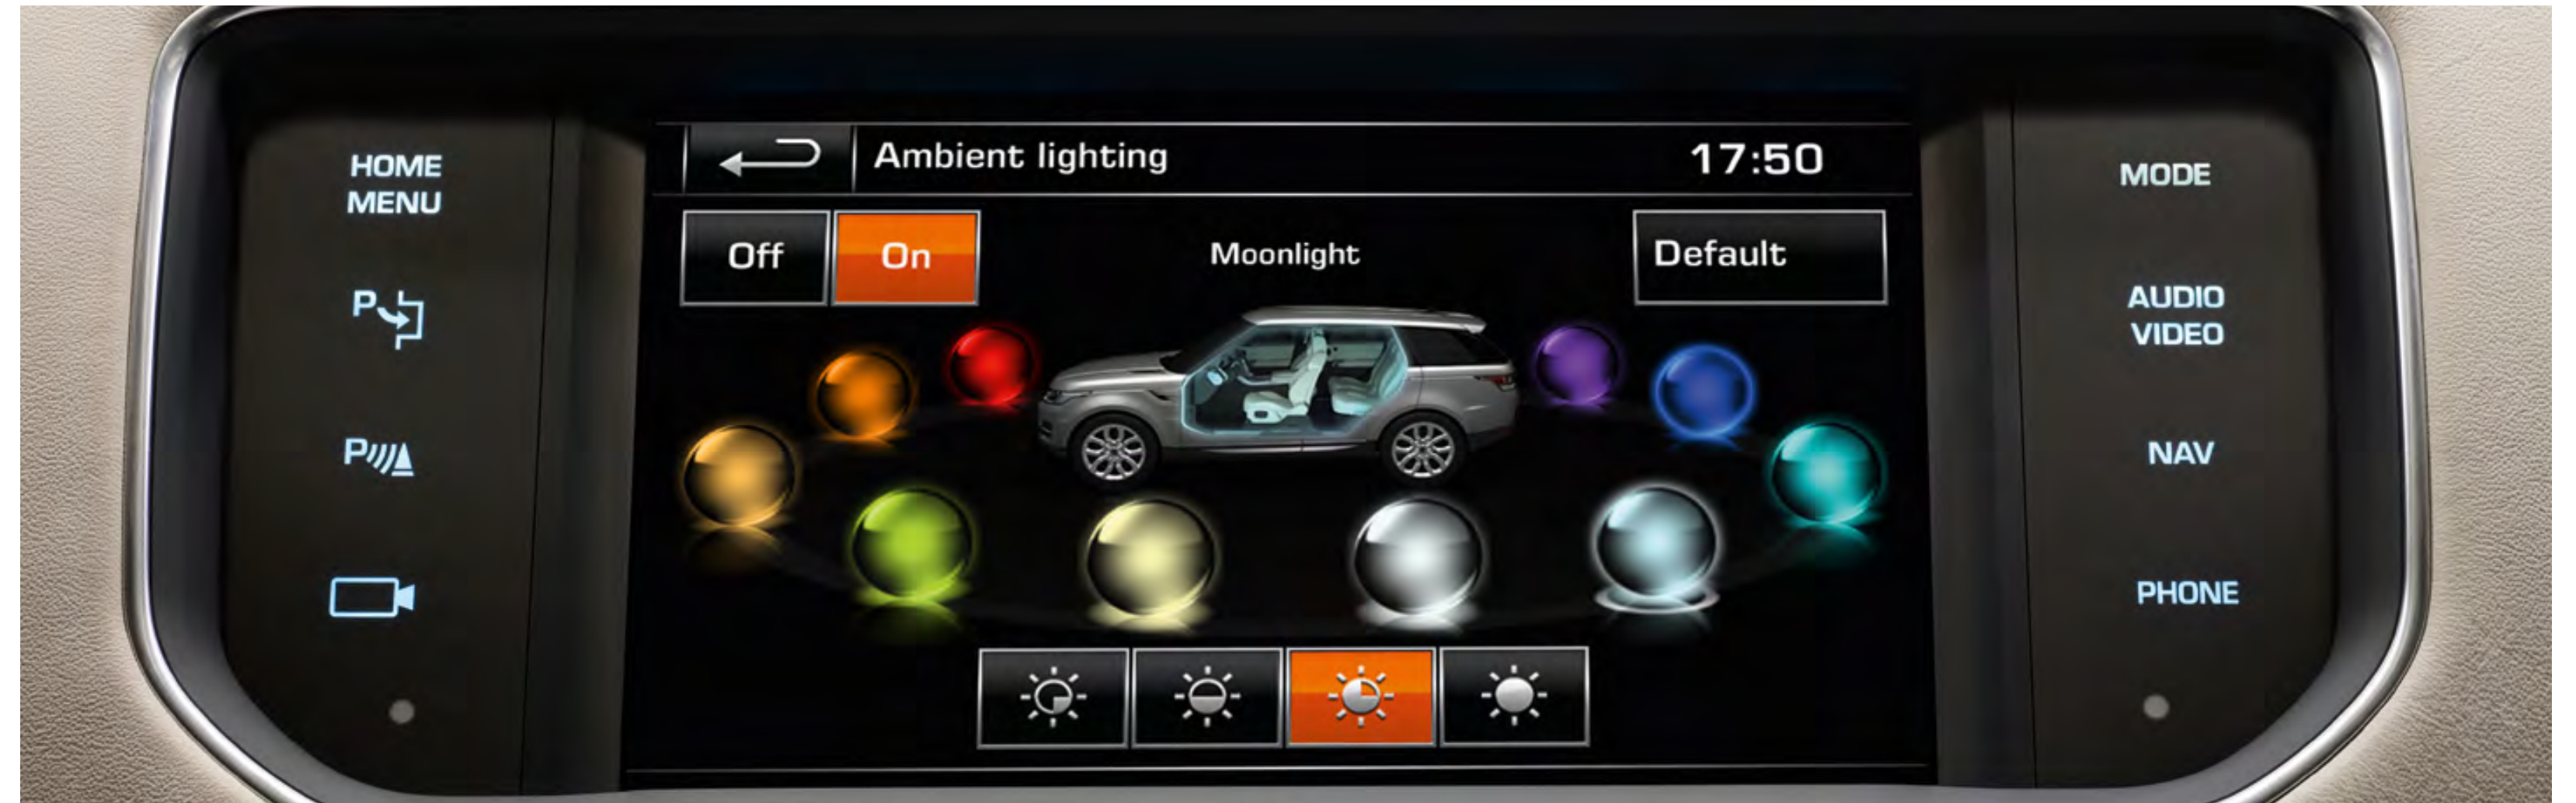 HOME
MENU
P
P
Ambient lighting
17:50
Off
On
Moonlight
Default
MODE
AUDIO
VIDEO
NAV
PHONE